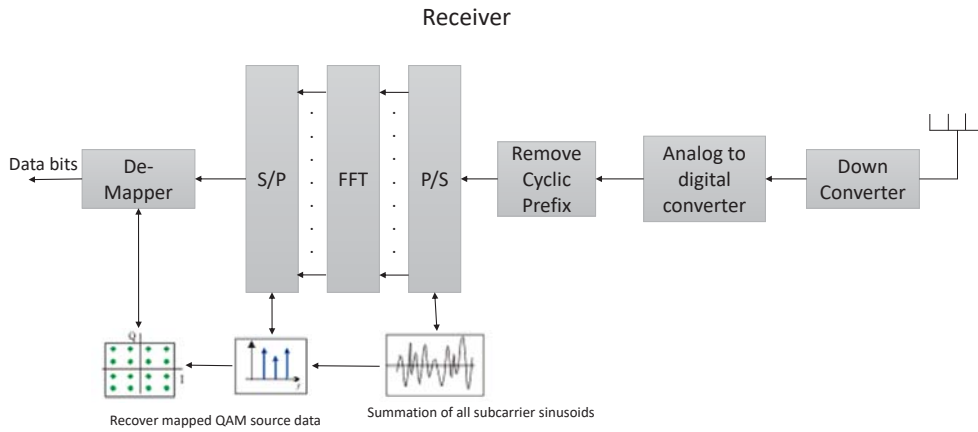 Receiver
Data bits
De-
Mapper
S/P
FFT
P/S
Remove
Cyclic
Prefix
Analog to
digital
converter
Down
Converter
Q
I
f
Recover mapped QAM source data
Summation of all subcarrier sinusoids